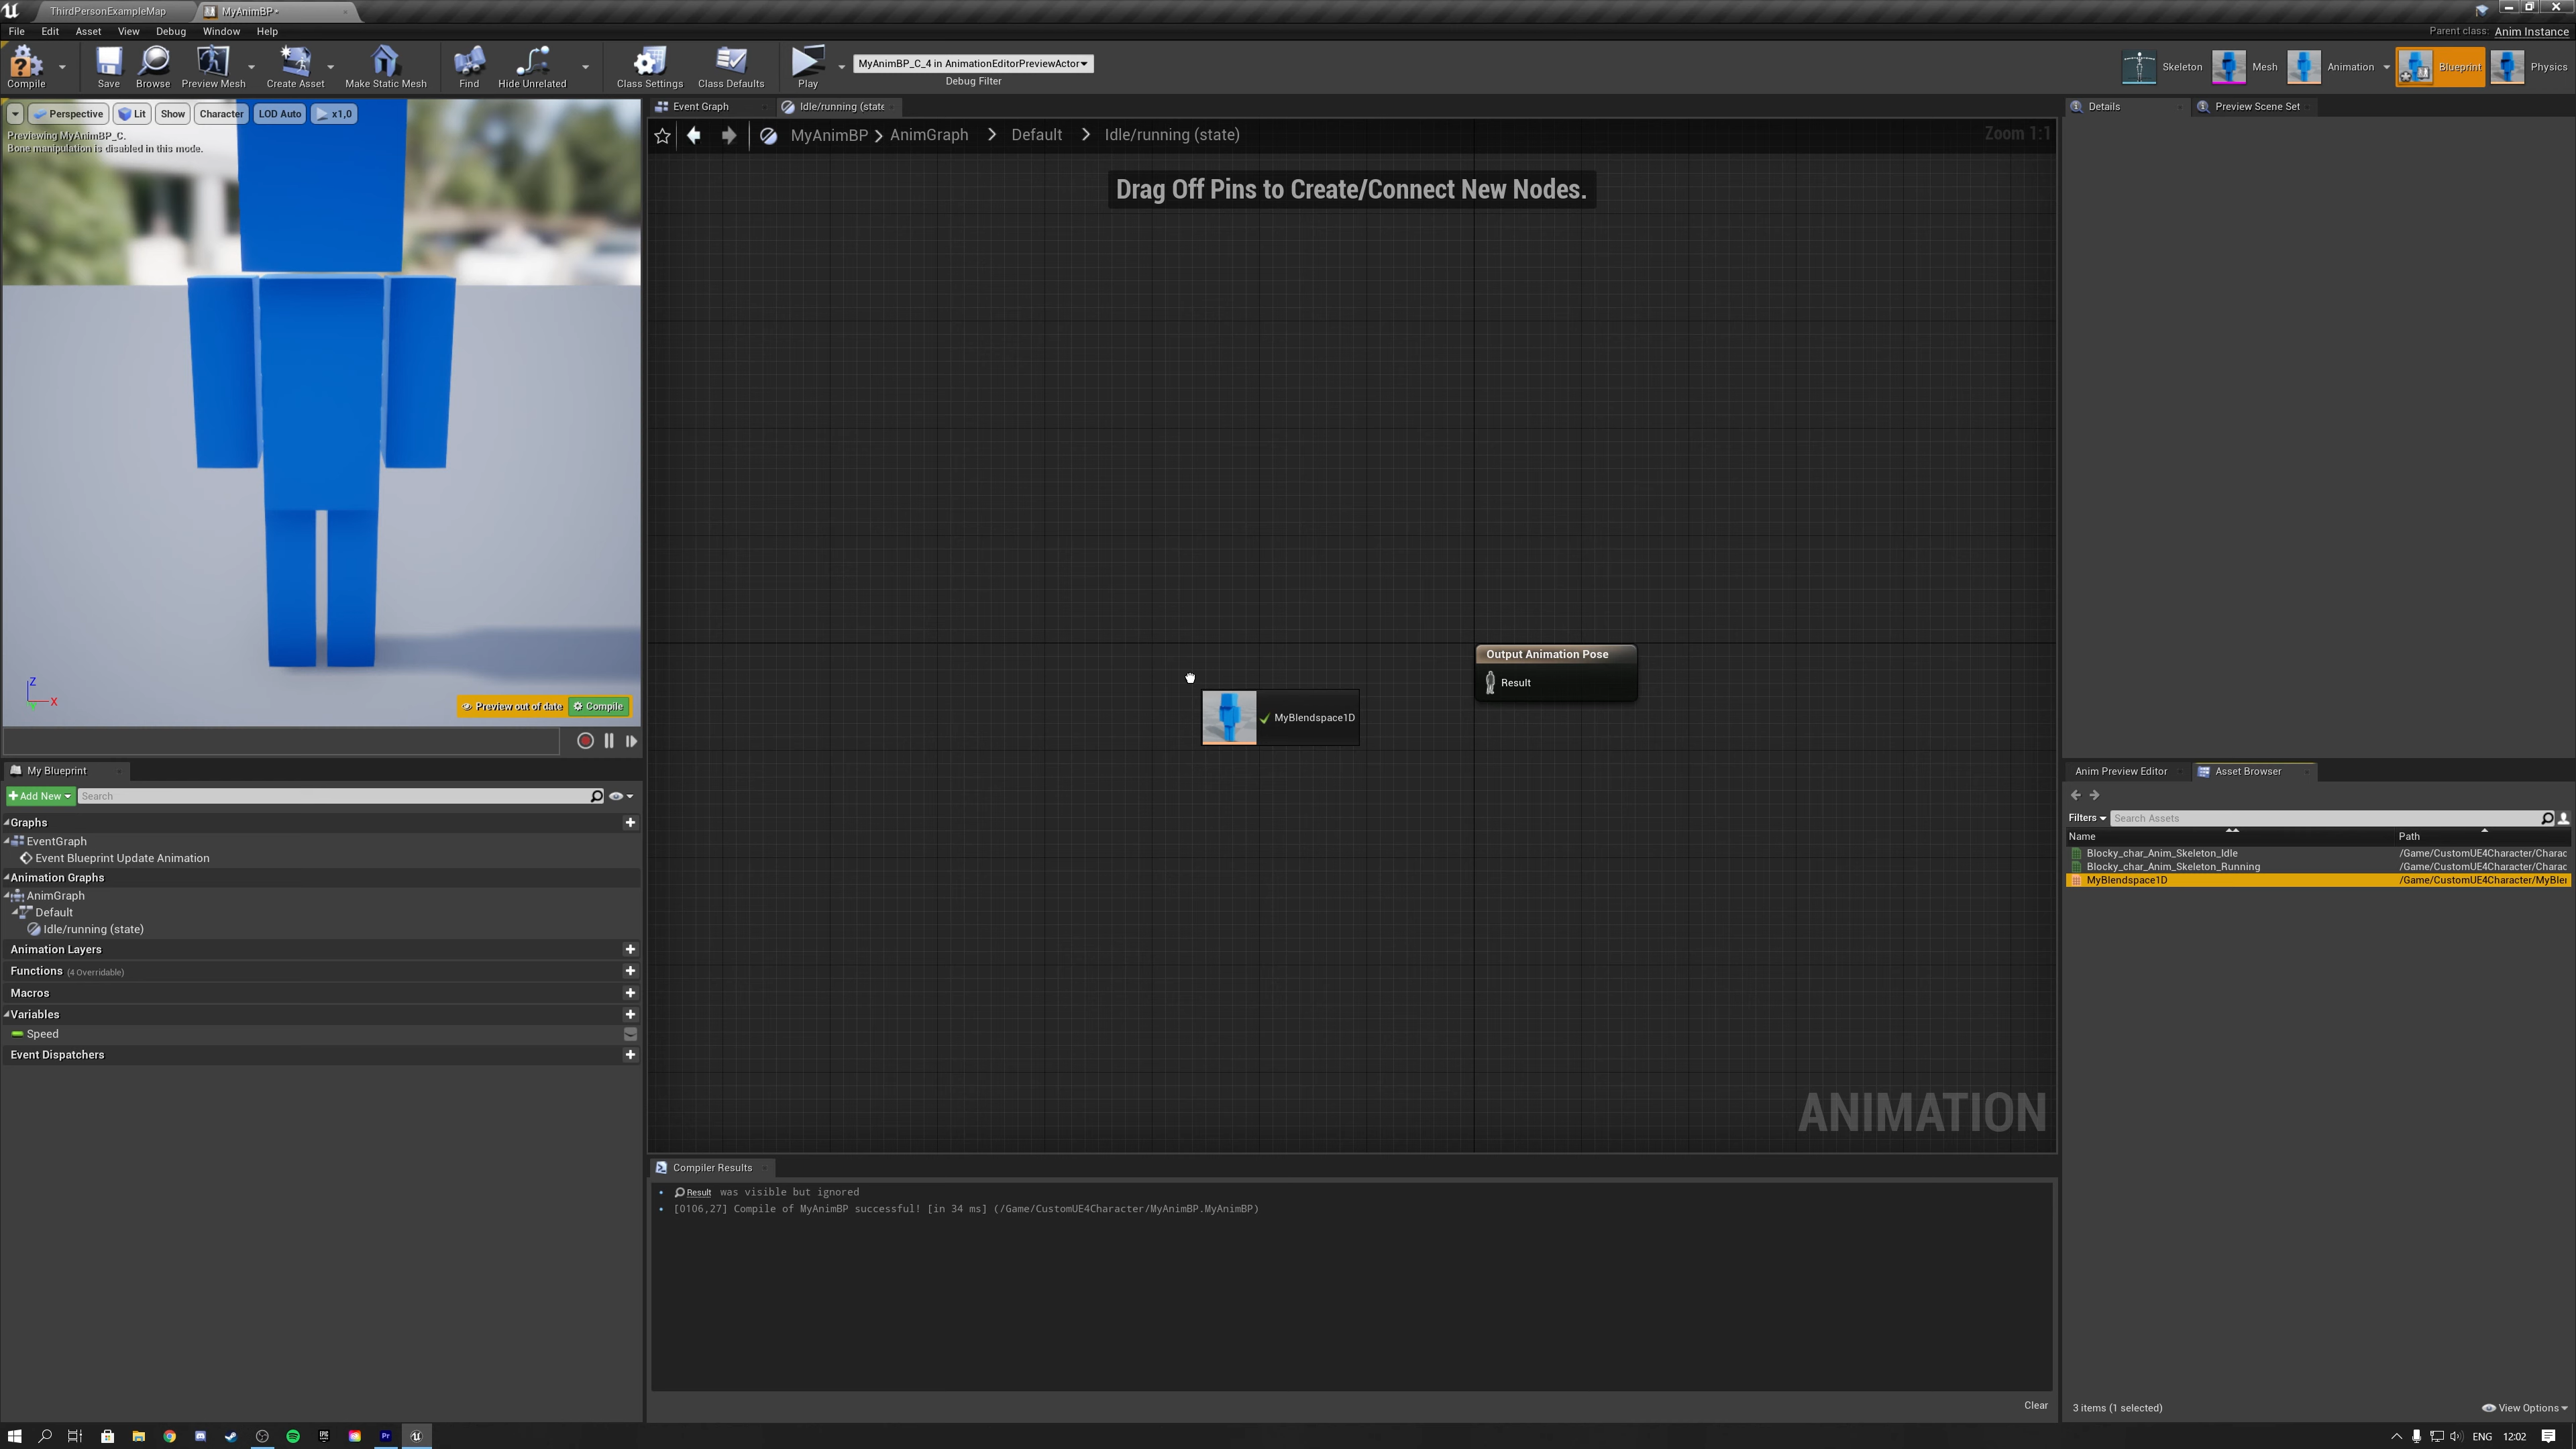 ThirdPersonExampleMap
MyAnimBP•
File Edit Asset View Debug Window Help
Parent class: Anim Instance
Compile
Save
Browse
Preview Mesh
Create Asset
Make Static Mesh
Find
Hide Unrelated
Class Settings
Class Defaults
Play
MyAnimBP_C_4 in AnimationEditorPreviewActor
Debug Filter
Skeleton
Mesh
Animation
Blueprint
Physics
Perspective
Lit
Show
Character
LOD Auto
x1,0
Previewing MyAnimBP_C.
Bone manipulation is disabled in this mode.
Z
X
Preview out of date
Compile
Event Graph
Idle/running (state
MyAnimBP > AnimGraph > Default > Idle/running (state)
Zoom 1:1
Drag Off Pins to Create/Connect New Nodes.
Output Animation Pose
Result
MyBlendspace1D
ANIMATION
Details
Preview Scene Set
My Blueprint
+Add New
Search
Graphs
EventGraph
Event Blueprint Update Animation
Animation Graphs
AnimGraph
Default
Idle/running (state)
Animation Layers
Functions (4 Overridable)
Macros
Variables
Speed
Event Dispatchers
Compiler Results
Result was visible but ignored
[0106,27] Compile of MyAnimBP successful! [in 34 ms] (/Game/CustomUE4Character/MyAnimBP.MyAnimBP)
Clear
Anim Preview Editor
Asset Browser
Filters
Search Assets
Name Path
Blocky_char_Anim_Skeleton_Idle /Game/CustomUE4Character/Charac
Blocky_char_Anim_Skeleton_Running /Game/CustomUE4Character/Charac
MyBlendspace1D /Game/CustomUE4Character/MyBler
3 items (1 selected)
View Options
Pr
EPIC
ENG 12:02